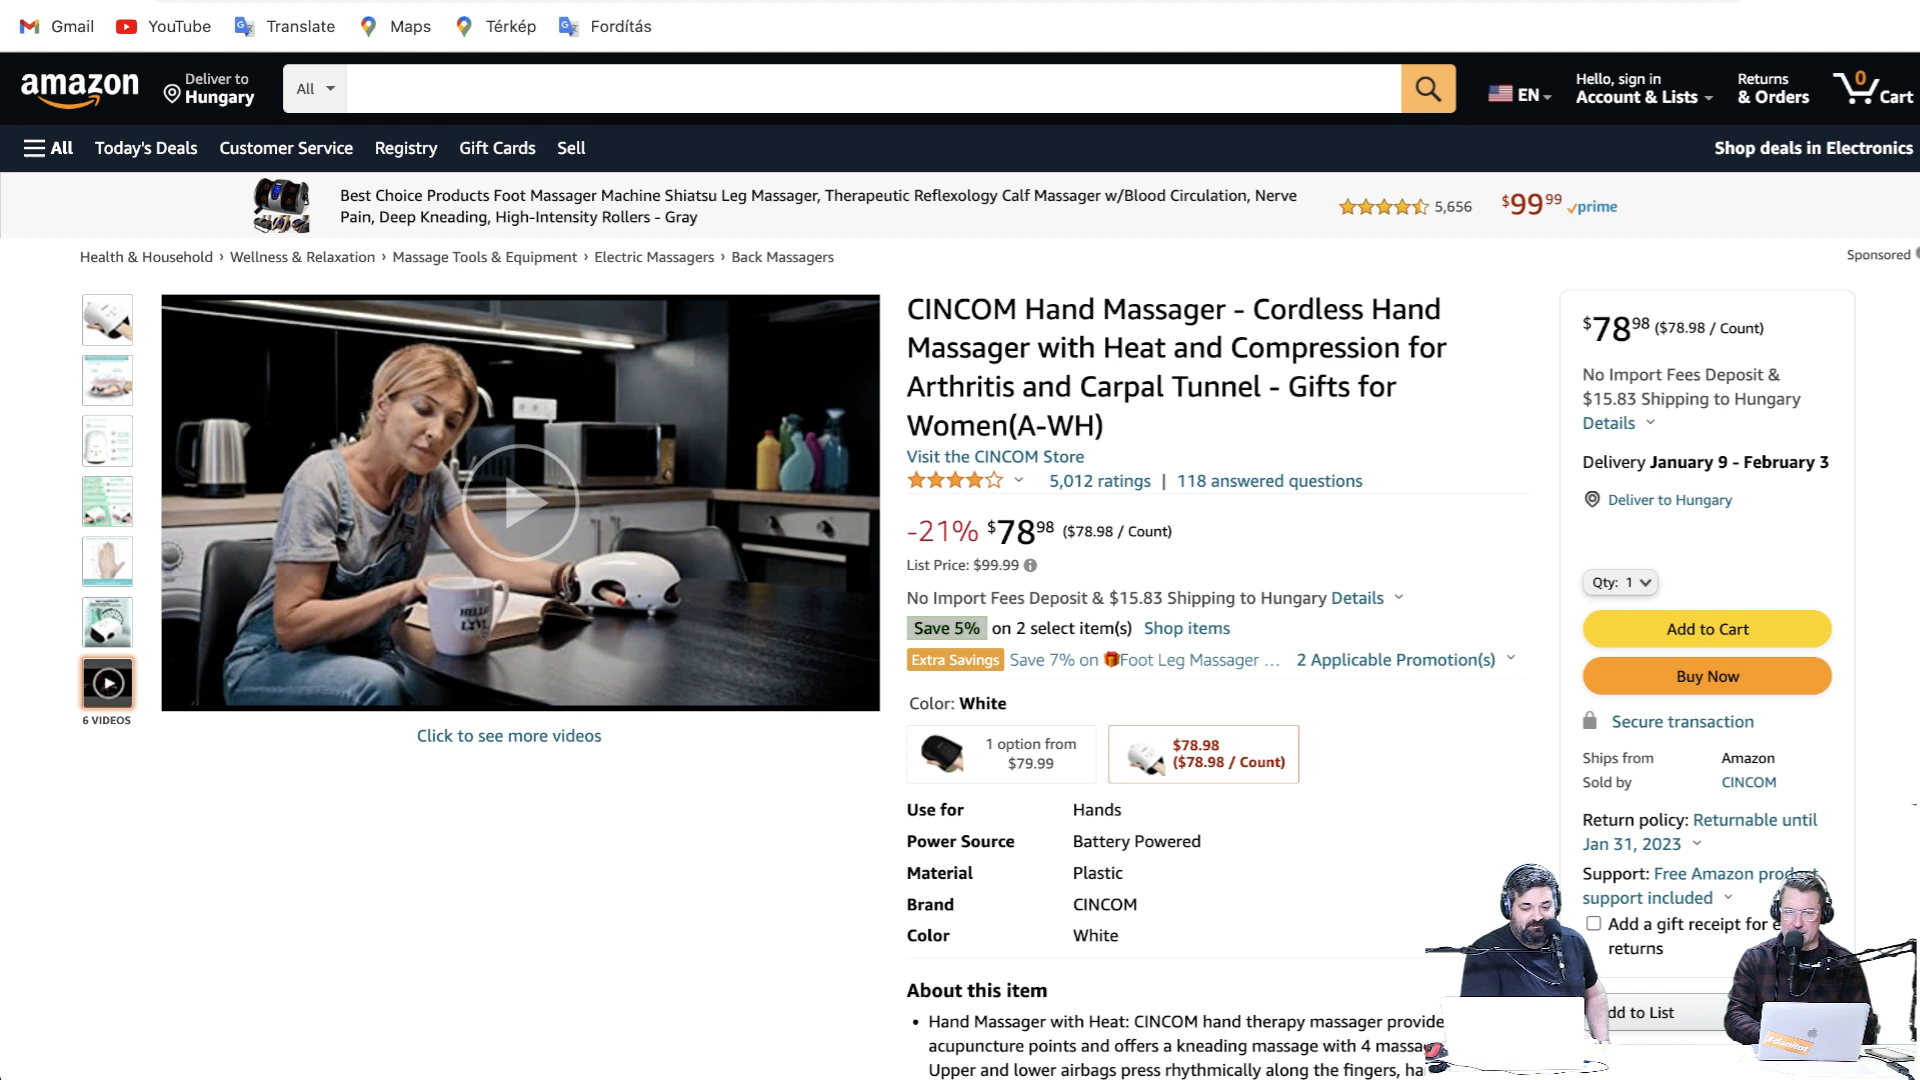 Gmail YouTube Translate Maps Térkép Fordítás
amazon Deliver to Hungary All EN Hello, sign in Account & Lists Returns & Orders 0 Cart
All Today's Deals Customer Service Registry Gift Cards Sell Shop deals in Electronics
Best Choice Products Foot Massager Machine Shiatsu Leg Massager, Therapeutic Reflexology Calf Massager w/Blood Circulation, Nerve
Pain, Deep Kneading, High-Intensity Rollers - Gray
5,656 $99 99 prime
Health & Household › Wellness & Relaxation › Massage Tools & Equipment › Electric Massagers › Back Massagers
Sponsored
6 VIDEOS
HELLO
Click to see more videos
CINCOM Hand Massager - Cordless Hand
Massager with Heat and Compression for
Arthritis and Carpal Tunnel - Gifts for
Women(A-WH)
Visit the CINCOM Store
5,012 ratings | 118 answered questions
-21% $78 98 ($78.98 / Count)
List Price: $99.99
No Import Fees Deposit & $15.83 Shipping to Hungary Details
Save 5% on 2 select item(s) Shop items
Extra Savings Save 7% on Foot Leg Massager ... 2 Applicable Promotion(s)
Color: White
1 option from
$79.99
$78.98
($78.98 / Count)
Use for Hands
Power Source Battery Powered
Material Plastic
Brand CINCOM
Color White
About this item
• Hand Massager with Heat: CINCOM hand therapy massager provide
acupuncture points and offers a kneading massage with 4 massa
Upper and lower airbags press rhythmically along the fingers, ha
$78 98 ($78.98 / Count)
No Import Fees Deposit &
$15.83 Shipping to Hungary
Details
Delivery January 9 - February 3
Deliver to Hungary
Qty: 1
Add to Cart
Buy Now
Secure transaction
Ships from Amazon
Sold by CINCOM
Return policy: Returnable until
Jan 31, 2023
Support: Free Amazon product
support included
Add a gift receipt for e
returns
dd to List